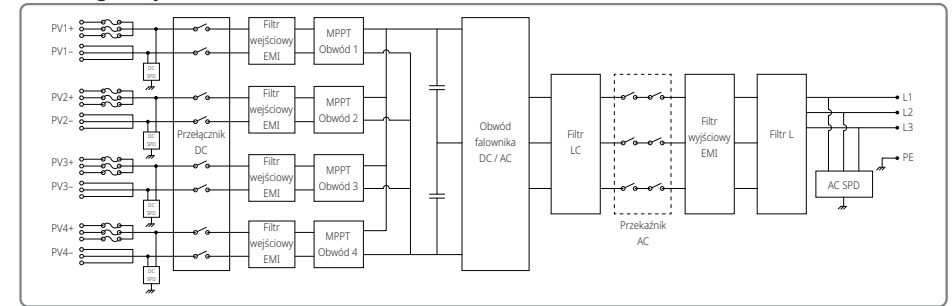 PV1+
PV1–
DC
SPD
Filtr
wejściowy
EMI
MPPT
Obwód 1
PV2+
PV2–
DC
SPD
Filtr
wejściowy
EMI
MPPT
Obwód 2
Przełącznik
DC
PV3+
PV3–
DC
SPD
Filtr
wejściowy
EMI
MPPT
Obwód 3
PV4+
PV4–
DC
SPD
Filtr
wejściowy
EMI
MPPT
Obwód 4
Obwód
falownika
DC / AC
Filtr
LC
Przekaźnik
AC
Filtr
wyjściowy
EMI
Filtr L
L1
L2
L3
PE
AC SPD